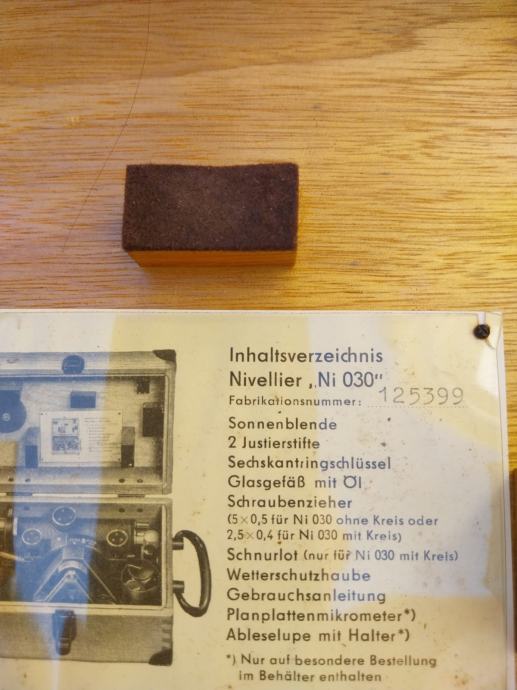 Inhaltsverzeichnis
Nivellier „Ni 030“
Fabrikationsnummer: 125399
Sonnenblende
2 Justierstifte
Sechskantringschlüssel
Glasgefäß mit Öl
Schraubenzieher
(5×0,5 für Ni 030 ohne Kreis oder
2,5×0,4 für Ni 030 mit Kreis)
Schnurlot (nur für Ni 030 mit Kreis)
Wetterschutzhaube
Gebrauchsanleitung
Planplattenmikrometer*)
Ableselupe mit Halter*)
*) Nur auf besondere Bestellung
im Behälter enthalten